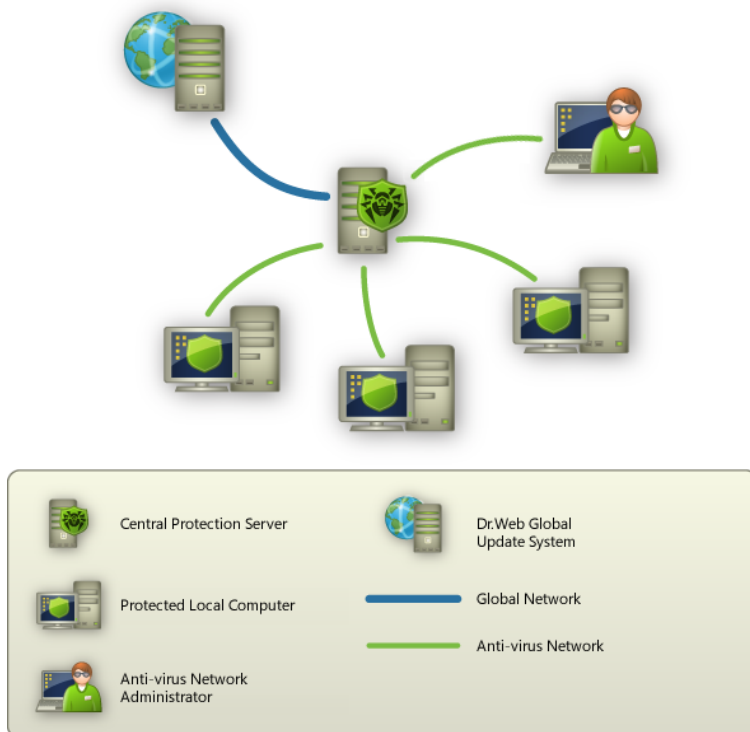 Central Protection Server
Dr.Web Global
Update System
Protected Local Computer
Global Network
Anti-virus Network
Anti-virus Network
Administrator